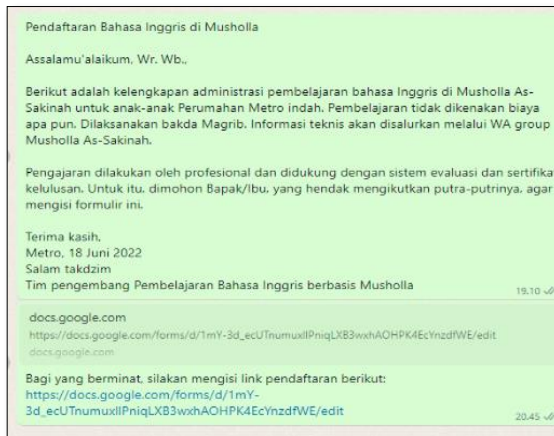 Pendaftaran Bahasa Inggris di Musholla
Assalamu'alaikum, Wr. Wb.,
Berikut adalah kelengkapan administrasi pembelajaran bahasa Inggris di Musholla As-
Sakinah untuk anak-anak Perumahan Metro indah. Pembelajaran tidak dikenakan biaya
apa pun. Dilaksanakan bakda Magrib. Informasi teknis akan disalurkan melalui WA group
Musholla As-Sakinah.
Pengajaran dilakukan oleh profesional dan didukung dengan sistem evaluasi dan sertifikat
kelulusan. Untuk itu, dimohon Bapak/Ibu, yang hendak mengikutkan putra-putrinya, agar
mengisi formulir ini.
Terima kasih,
Metro, 18 Juni 2022
Salam takdzim
Tim pengembang Pembelajaran Bahasa Inggris berbasis Musholla
19.10
docs.google.com
https://docs.google.com/forms/d/1mY-3d_ecUTnumuxllPniqLXB3wxhAOHPK4EcYnzdfWE/edit
docs.google.com
Bagi yang berminat, silakan mengisi link pendaftaran berikut:
https://docs.google.com/forms/d/1mY-
3d_ecUTnumuxllPniqLXB3wxhAOHPK4EcYnzdfWE/edit
20.45